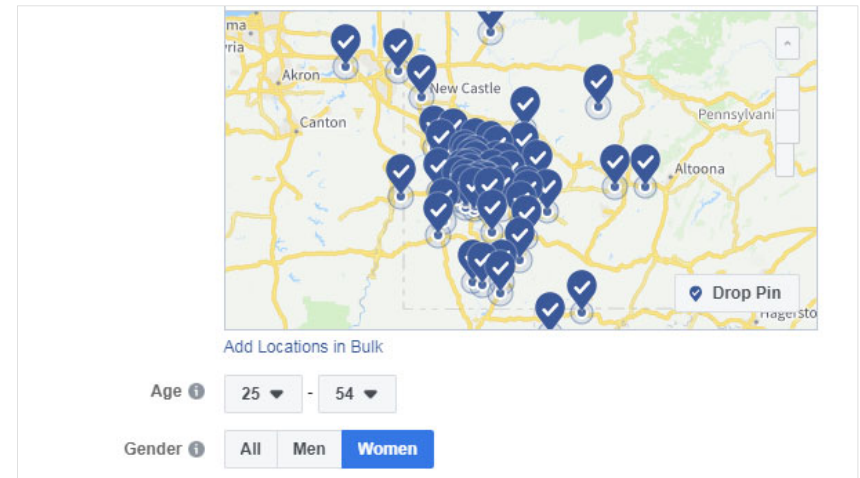 ma
ria
Akron
New Castle
Canton
Pennsylvani
Altoona
Drop Pin
Hagersto
Add Locations in Bulk
Age 25 - 54
Gender All Men Women